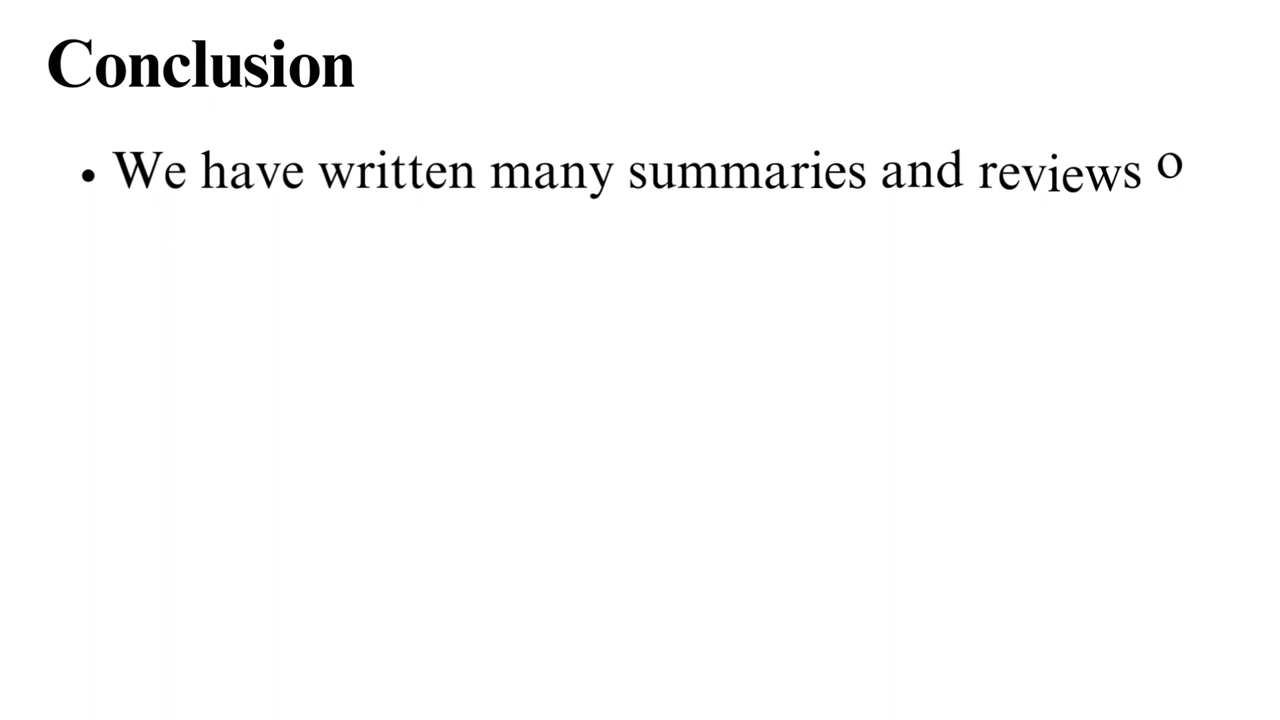 Conclusion
• We have written many summaries and reviews o